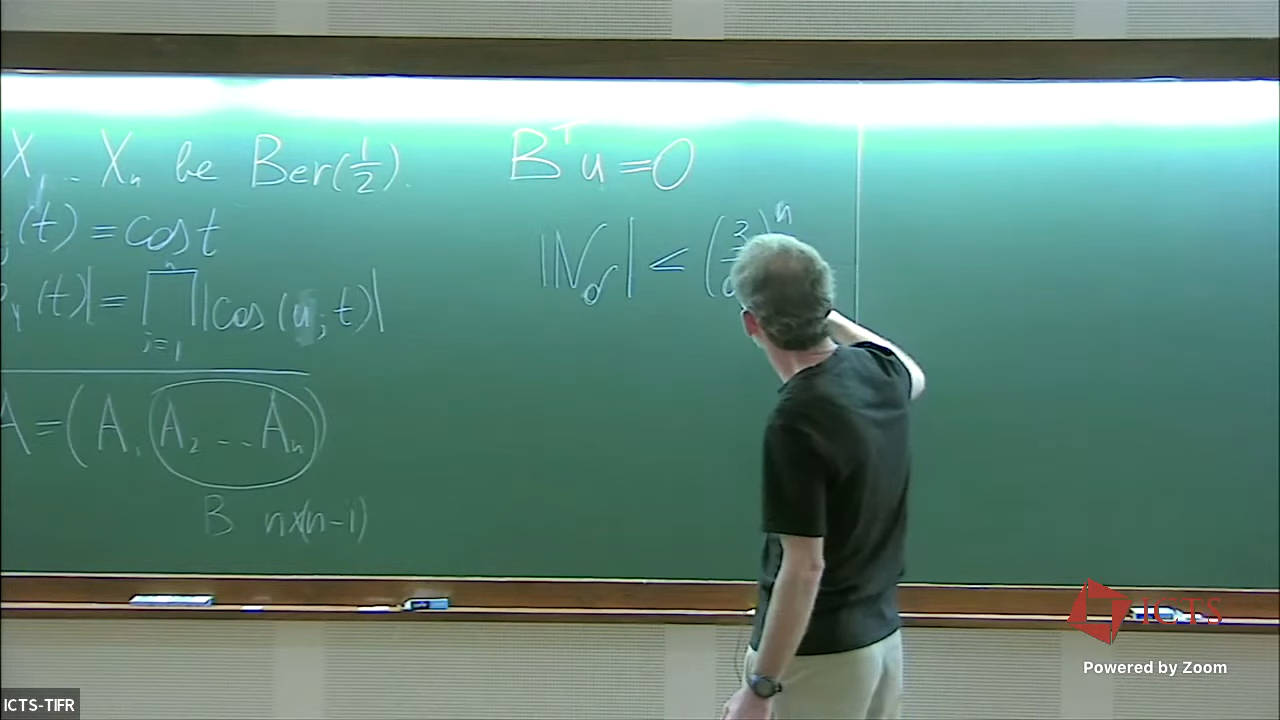 X₁ .. Xₙ be Ber(1/2).
(t) = cos t
(t)| = ∏ |cos(u_j t)|
n
j=1
A = (A₁ A₂ ... Aₙ)
B n×(n-1)
Bᵀu = 0
|N_σ| < (3/
)ⁿ
ICTS
Powered by Zoom
ICTS-TIFR